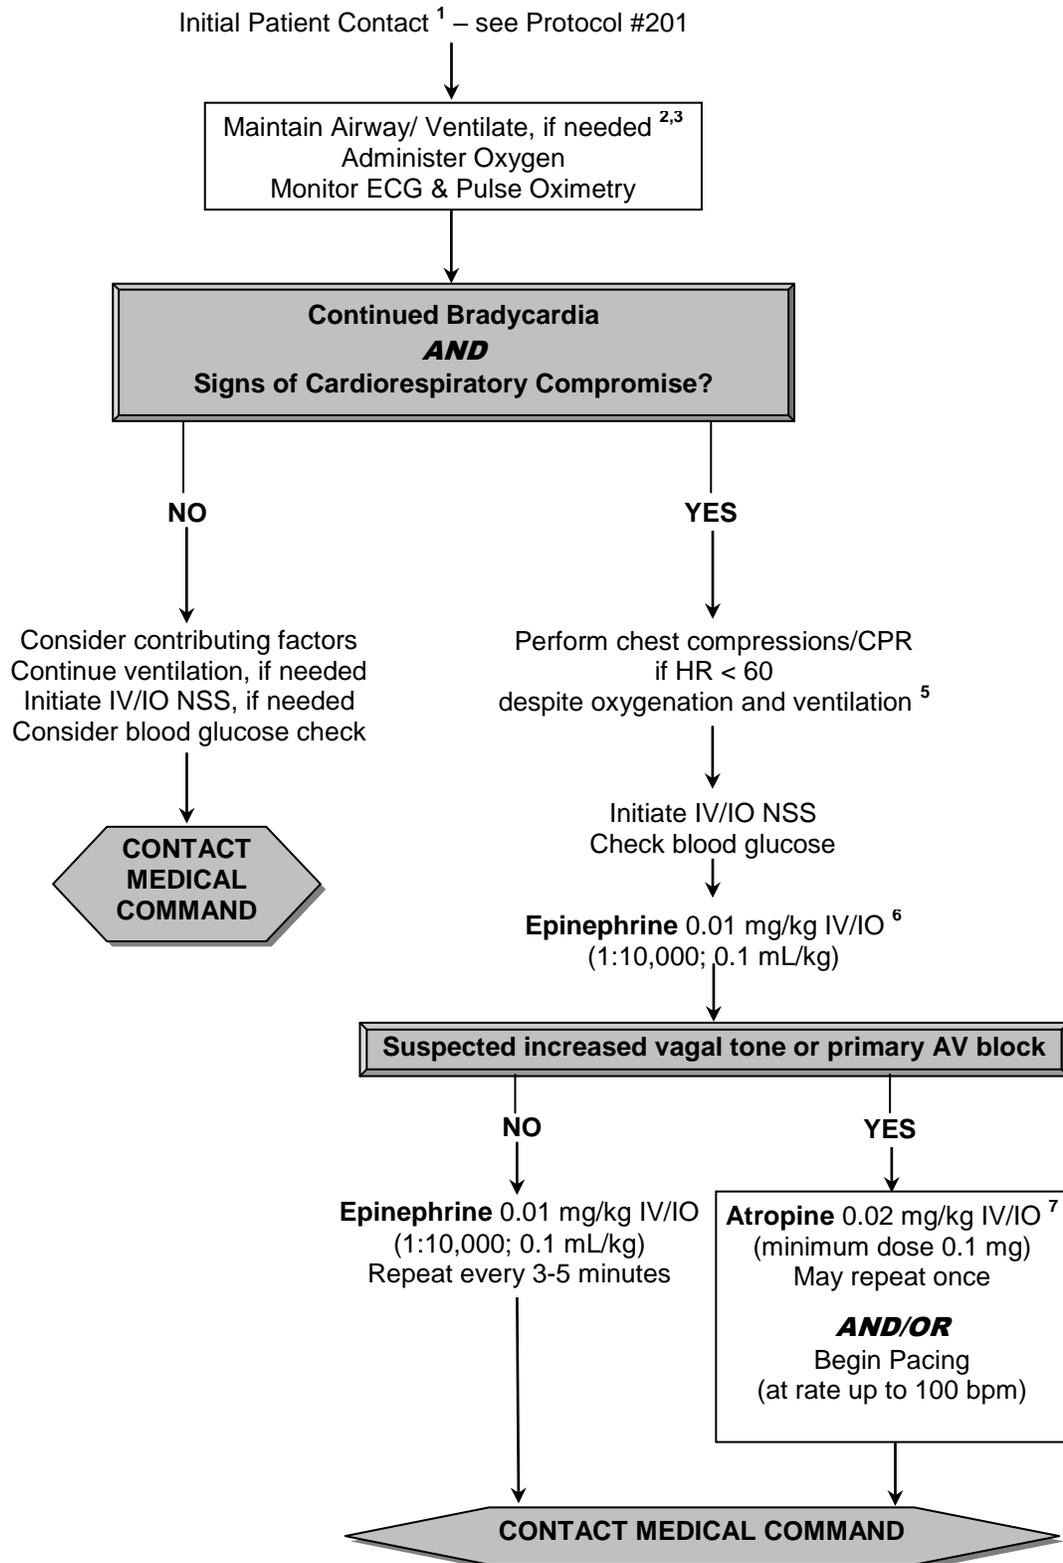 Initial Patient Contact 1 – see Protocol #201
Maintain Airway/ Ventilate, if needed 2,3
Administer Oxygen
Monitor ECG & Pulse Oximetry
Continued Bradycardia
AND
Signs of Cardiorespiratory Compromise?
NO
Consider contributing factors
Continue ventilation, if needed
Initiate IV/IO NSS, if needed
Consider blood glucose check
CONTACT
MEDICAL
COMMAND
YES
Perform chest compressions/CPR
if HR < 60
despite oxygenation and ventilation 5
Initiate IV/IO NSS
Check blood glucose
Epinephrine 0.01 mg/kg IV/IO 6
(1:10,000; 0.1 mL/kg)
Suspected increased vagal tone or primary AV block
NO
Epinephrine 0.01 mg/kg IV/IO
(1:10,000; 0.1 mL/kg)
Repeat every 3-5 minutes
YES
Atropine 0.02 mg/kg IV/IO 7
(minimum dose 0.1 mg)
May repeat once
AND/OR
Begin Pacing
(at rate up to 100 bpm)
CONTACT MEDICAL COMMAND